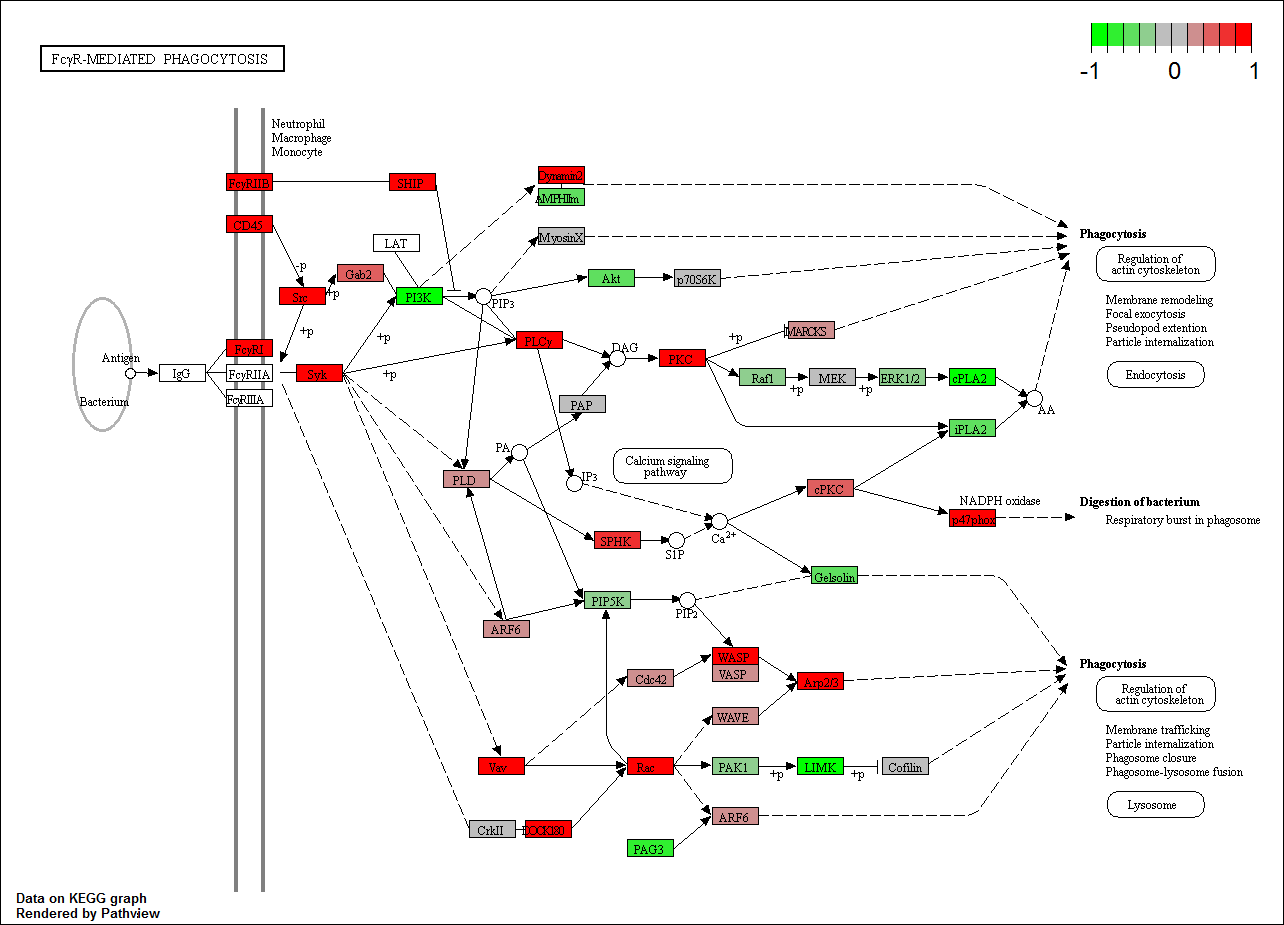 FcγR-MEDIATED PHAGOCYTOSIS
-1 0 1
Neutrophil
Macrophage
Monocyte
FcγRIIB
SHIP
Dynamin2
AMPHIIm
CD45
LAT
MyosinX
Phagocytosis
Regulation of
actin cytoskeleton
-p
Gab2
+p
Src
PI3K
PIP3
Akt
p70S6K
Membrane remodeling
Focal exocytosis
Pseudopod extention
Particle internalization
+p
+p
+p
MARCKS
FcγRI
PLCγ
DAG
PKC
Antigen
IgG
FcγRIIA
Syk
+p
Raf1
+p
MEK
+p
ERK1/2
cPLA2
Endocytosis
Bacterium
FcγRIIIA
PAP
AA
iPLA2
PA
Calcium signaling
pathway
PLD
IP3
cPKC
NADPH oxidase
p47phox
Digestion of bacterium
Respiratory burst in phagosome
SPHK
S1P
Ca2+
Gelsolin
PIP5K
PIP2
ARF6
WASP
VASP
Cdc42
Arp2/3
Phagocytosis
Regulation of
actin cytoskeleton
WAVE
Membrane trafficking
Particle internalization
Phagosome closure
Phagosome-lysosome fusion
Vav
Rac
PAK1
+p
LIMK
+p
Cofilin
Lysosome
CrkII
DOCK180
ARF6
PAG3
Data on KEGG graph
Rendered by Pathview